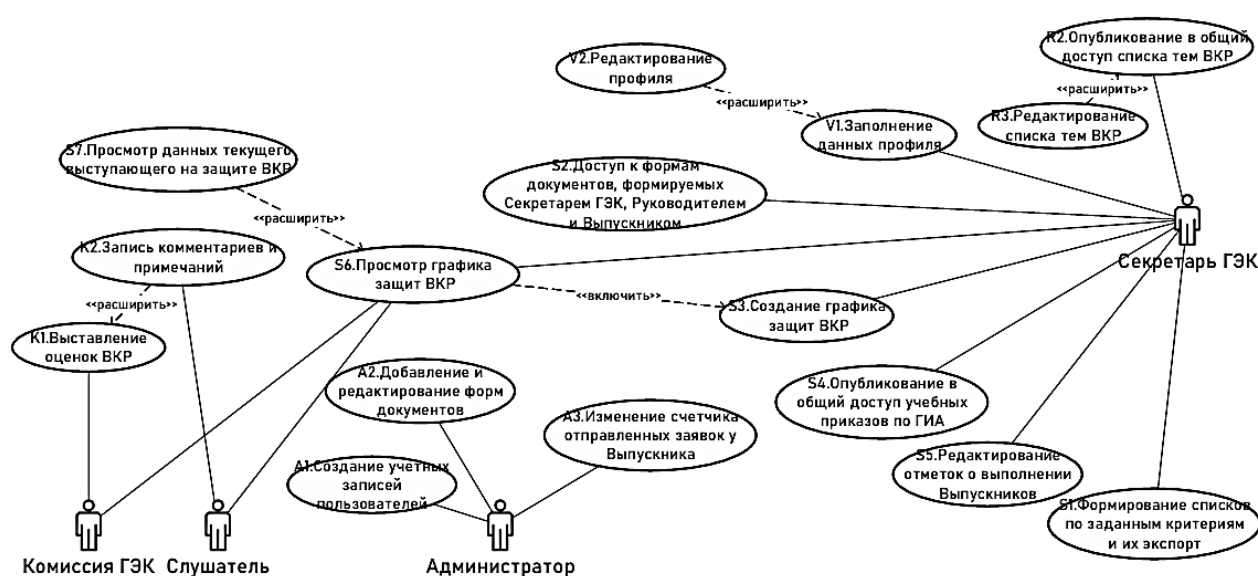 R2.Опубликование в общий
доступ списка тем ВКР
V2.Редактирование
профиля
<<расширить>>
<<расширить>>
R3.Редактирование
списка тем ВКР
V1.Заполнение
данных профиля
S7.Просмотр данных текущего
выступающего на защите ВКР
S2.Доступ к формам
документов, формируемых
Секретарем ГЭК, Руководителем
и Выпускником
<<расширить>>
K2.Запись комментариев и
примечаний
S6.Просмотр графика
защит ВКР
Секретарь ГЭК
<<расширить>>
<<включить>>
S3.Создание графика
защит ВКР
K1.Выставление
оценок ВКР
A2.Добавление и
редактирование форм
документов
S4.Опубликование в
общий доступ учебных
приказов по ГИА
A3.Изменение счетчика
отправленных заявок у
Выпускника
S5.Редактирование
отметок о выполнении
Выпускников
A1.Создание учетных
записей
пользователей
S1.Формирование списков
по заданным критериям
и их экспорт
Комиссия ГЭК
Слушатель
Администратор